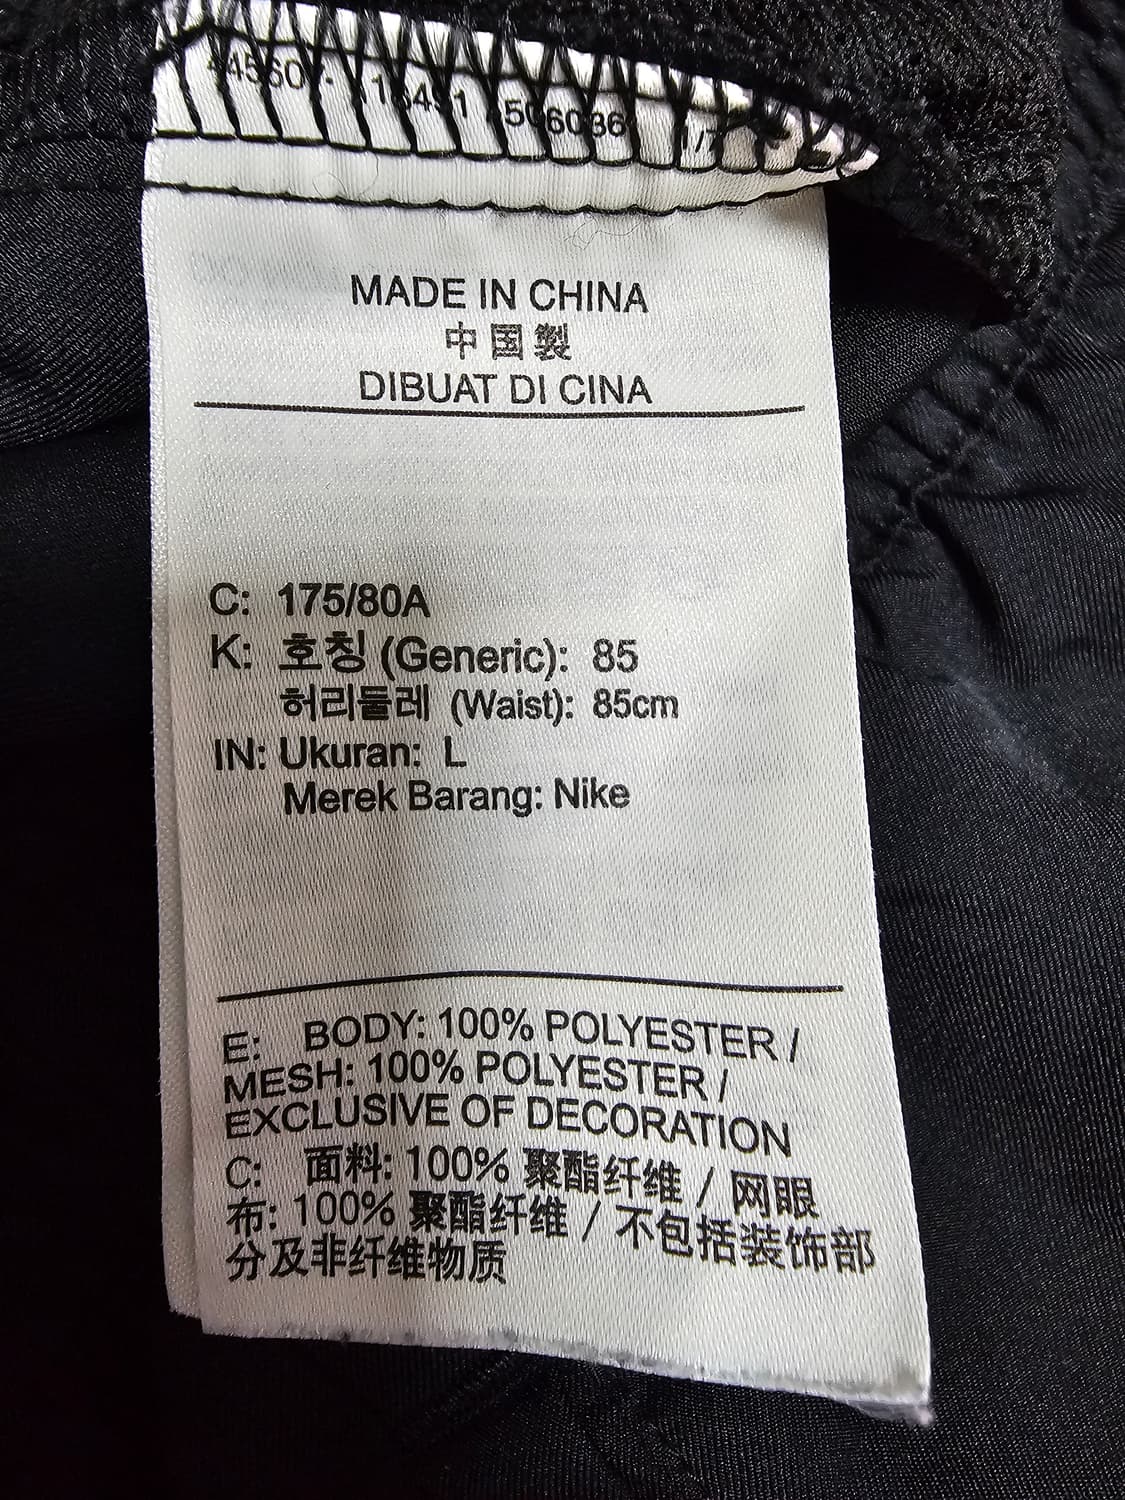 MADE IN CHINA
中国製
DIBUAT DI CINA
C: 175/80A
K: 호칭 (Generic): 85
허리둘레 (Waist): 85cm
IN: Ukuran: L
Merek Barang: Nike
E: BODY: 100% POLYESTER /
MESH: 100% POLYESTER /
EXCLUSIVE OF DECORATION
C: 面料: 100% 聚酯纤维 / 网眼
布: 100% 聚酯纤维 / 不包括装饰部
分及非纤维物质